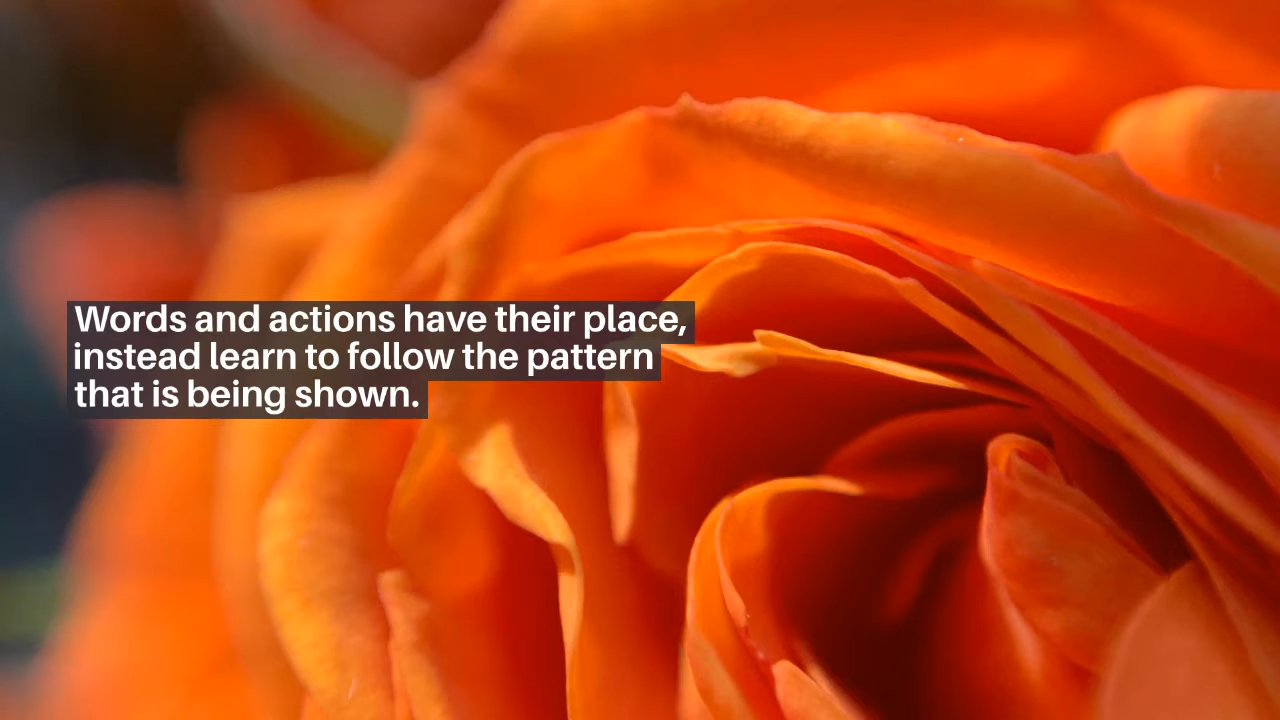 Words and actions have their place,
instead learn to follow the pattern
that is being shown.